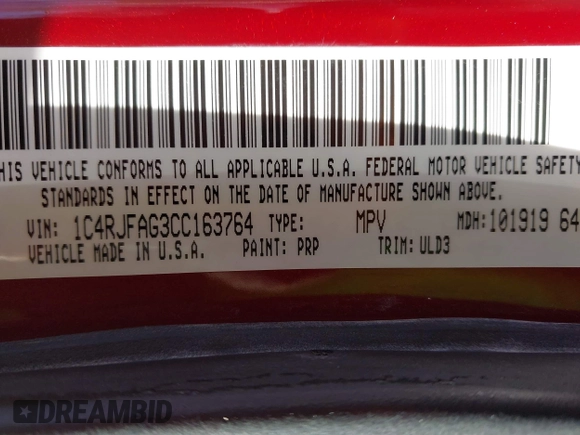 THIS VEHICLE CONFORMS TO ALL APPLICABLE U.S.A. FEDERAL MOTOR VEHICLE SAFETY
STANDARDS IN EFFECT ON THE DATE OF MANUFACTURE SHOWN ABOVE.
VIN: 1C4RJFAG3CC163764 TYPE: MPV MDH:101919 64
VEHICLE MADE IN U.S.A. PAINT: PRP TRIM: ULD3
DREAMBID